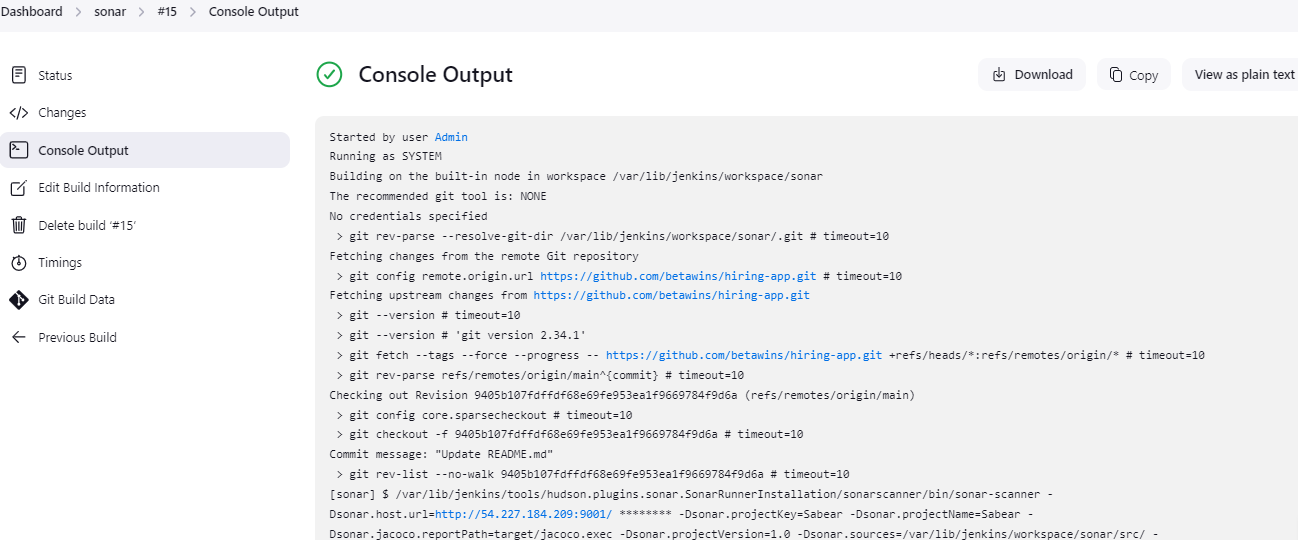 Dashboard > sonar > #15 > Console Output
Status
Changes
Console Output
Edit Build Information
Delete build ‘#15’
Timings
Git Build Data
Previous Build
Console Output
Download
Copy
View as plain text
Started by user Admin
Running as SYSTEM
Building on the built-in node in workspace /var/lib/jenkins/workspace/sonar
The recommended git tool is: NONE
No credentials specified
> git rev-parse --resolve-git-dir /var/lib/jenkins/workspace/sonar/.git # timeout=10
Fetching changes from the remote Git repository
> git config remote.origin.url https://github.com/betawins/hiring-app.git # timeout=10
Fetching upstream changes from https://github.com/betawins/hiring-app.git
> git --version # timeout=10
> git --version # 'git version 2.34.1'
> git fetch --tags --force --progress -- https://github.com/betawins/hiring-app.git +refs/heads/*:refs/remotes/origin/* # timeout=10
> git rev-parse refs/remotes/origin/main^{commit} # timeout=10
Checking out Revision 9405b107fdffdf68e69fe953ea1f9669784f9d6a (refs/remotes/origin/main)
> git config core.sparsecheckout # timeout=10
> git checkout -f 9405b107fdffdf68e69fe953ea1f9669784f9d6a # timeout=10
Commit message: "Update README.md"
> git rev-list --no-walk 9405b107fdffdf68e69fe953ea1f9669784f9d6a # timeout=10
[sonar] $ /var/lib/jenkins/tools/hudson.plugins.sonar.SonarRunnerInstallation/sonarscanner/bin/sonar-scanner -
Dsonar.host.url=http://54.227.184.209:9001/ ******** -Dsonar.projectKey=Sabear -Dsonar.projectName=Sabear -
Dsonar.jacoco.reportPath=target/jacoco.exec -Dsonar.projectVersion=1.0 -Dsonar.sources=/var/lib/jenkins/workspace/sonar/src/ -